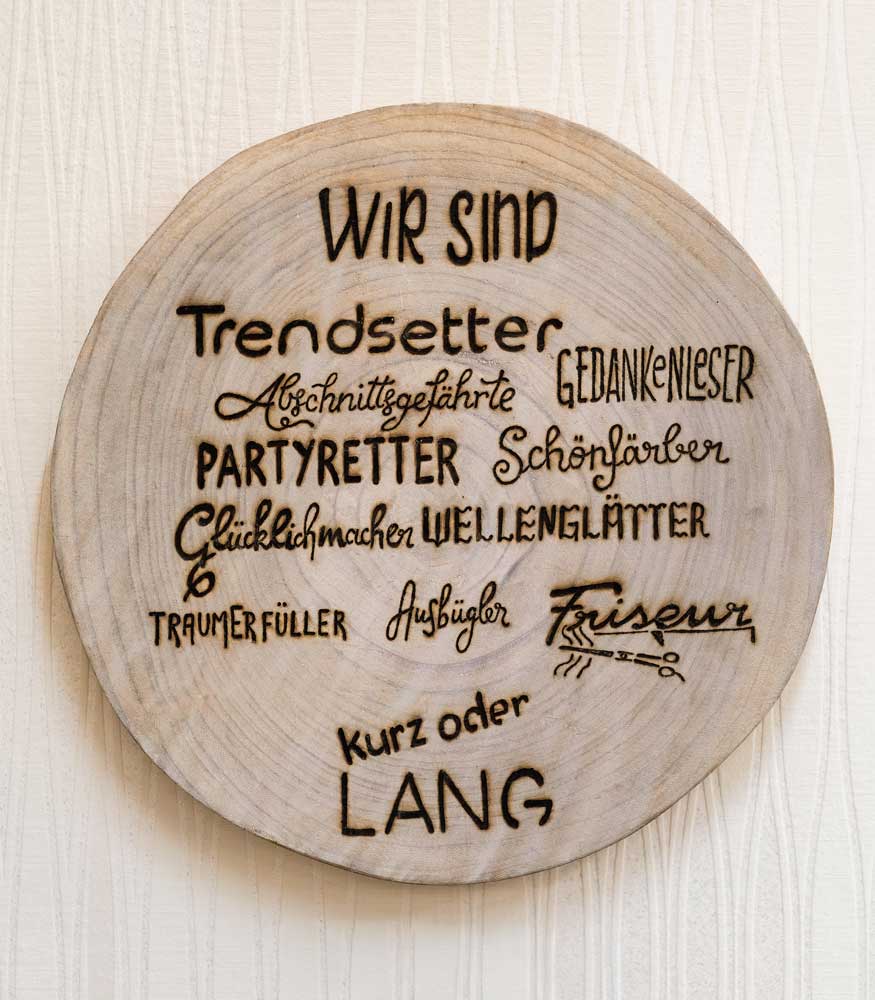 WIR SIND
Trendsetter
GEDANKENLESER
Abschnittsgefährte
PARTYRETTER Schönfärber
Glücklichmacher WELLENGLÄTTER
TRAUMERFÜLLER Ausbügler Friseur
kurz oder
LANG